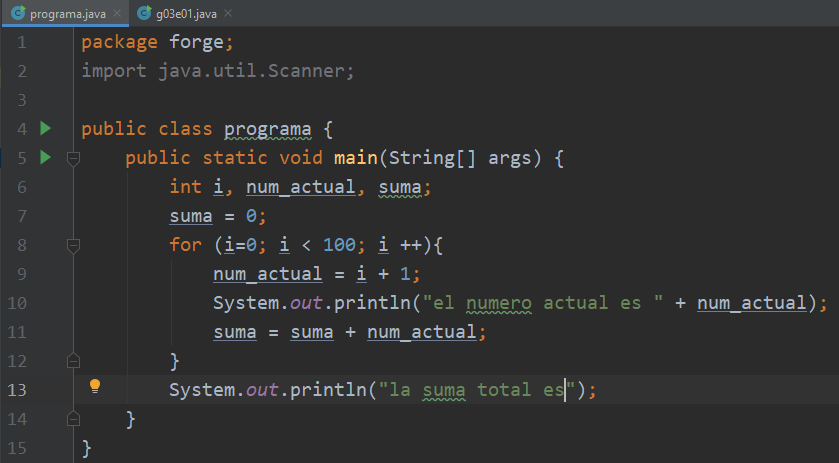 programa.java × g03e01.java ×
1 package forge;
2 import java.util.Scanner;
3
4 public class programa {
5 public static void main(String[] args) {
6 int i, num_actual, suma;
7 suma = 0;
8 for (i=0; i < 100; i ++){
9 num_actual = i + 1;
10 System.out.println("el numero actual es " + num_actual);
11 suma = suma + num_actual;
12 }
13 System.out.println("la suma total es");
14 }
15 }